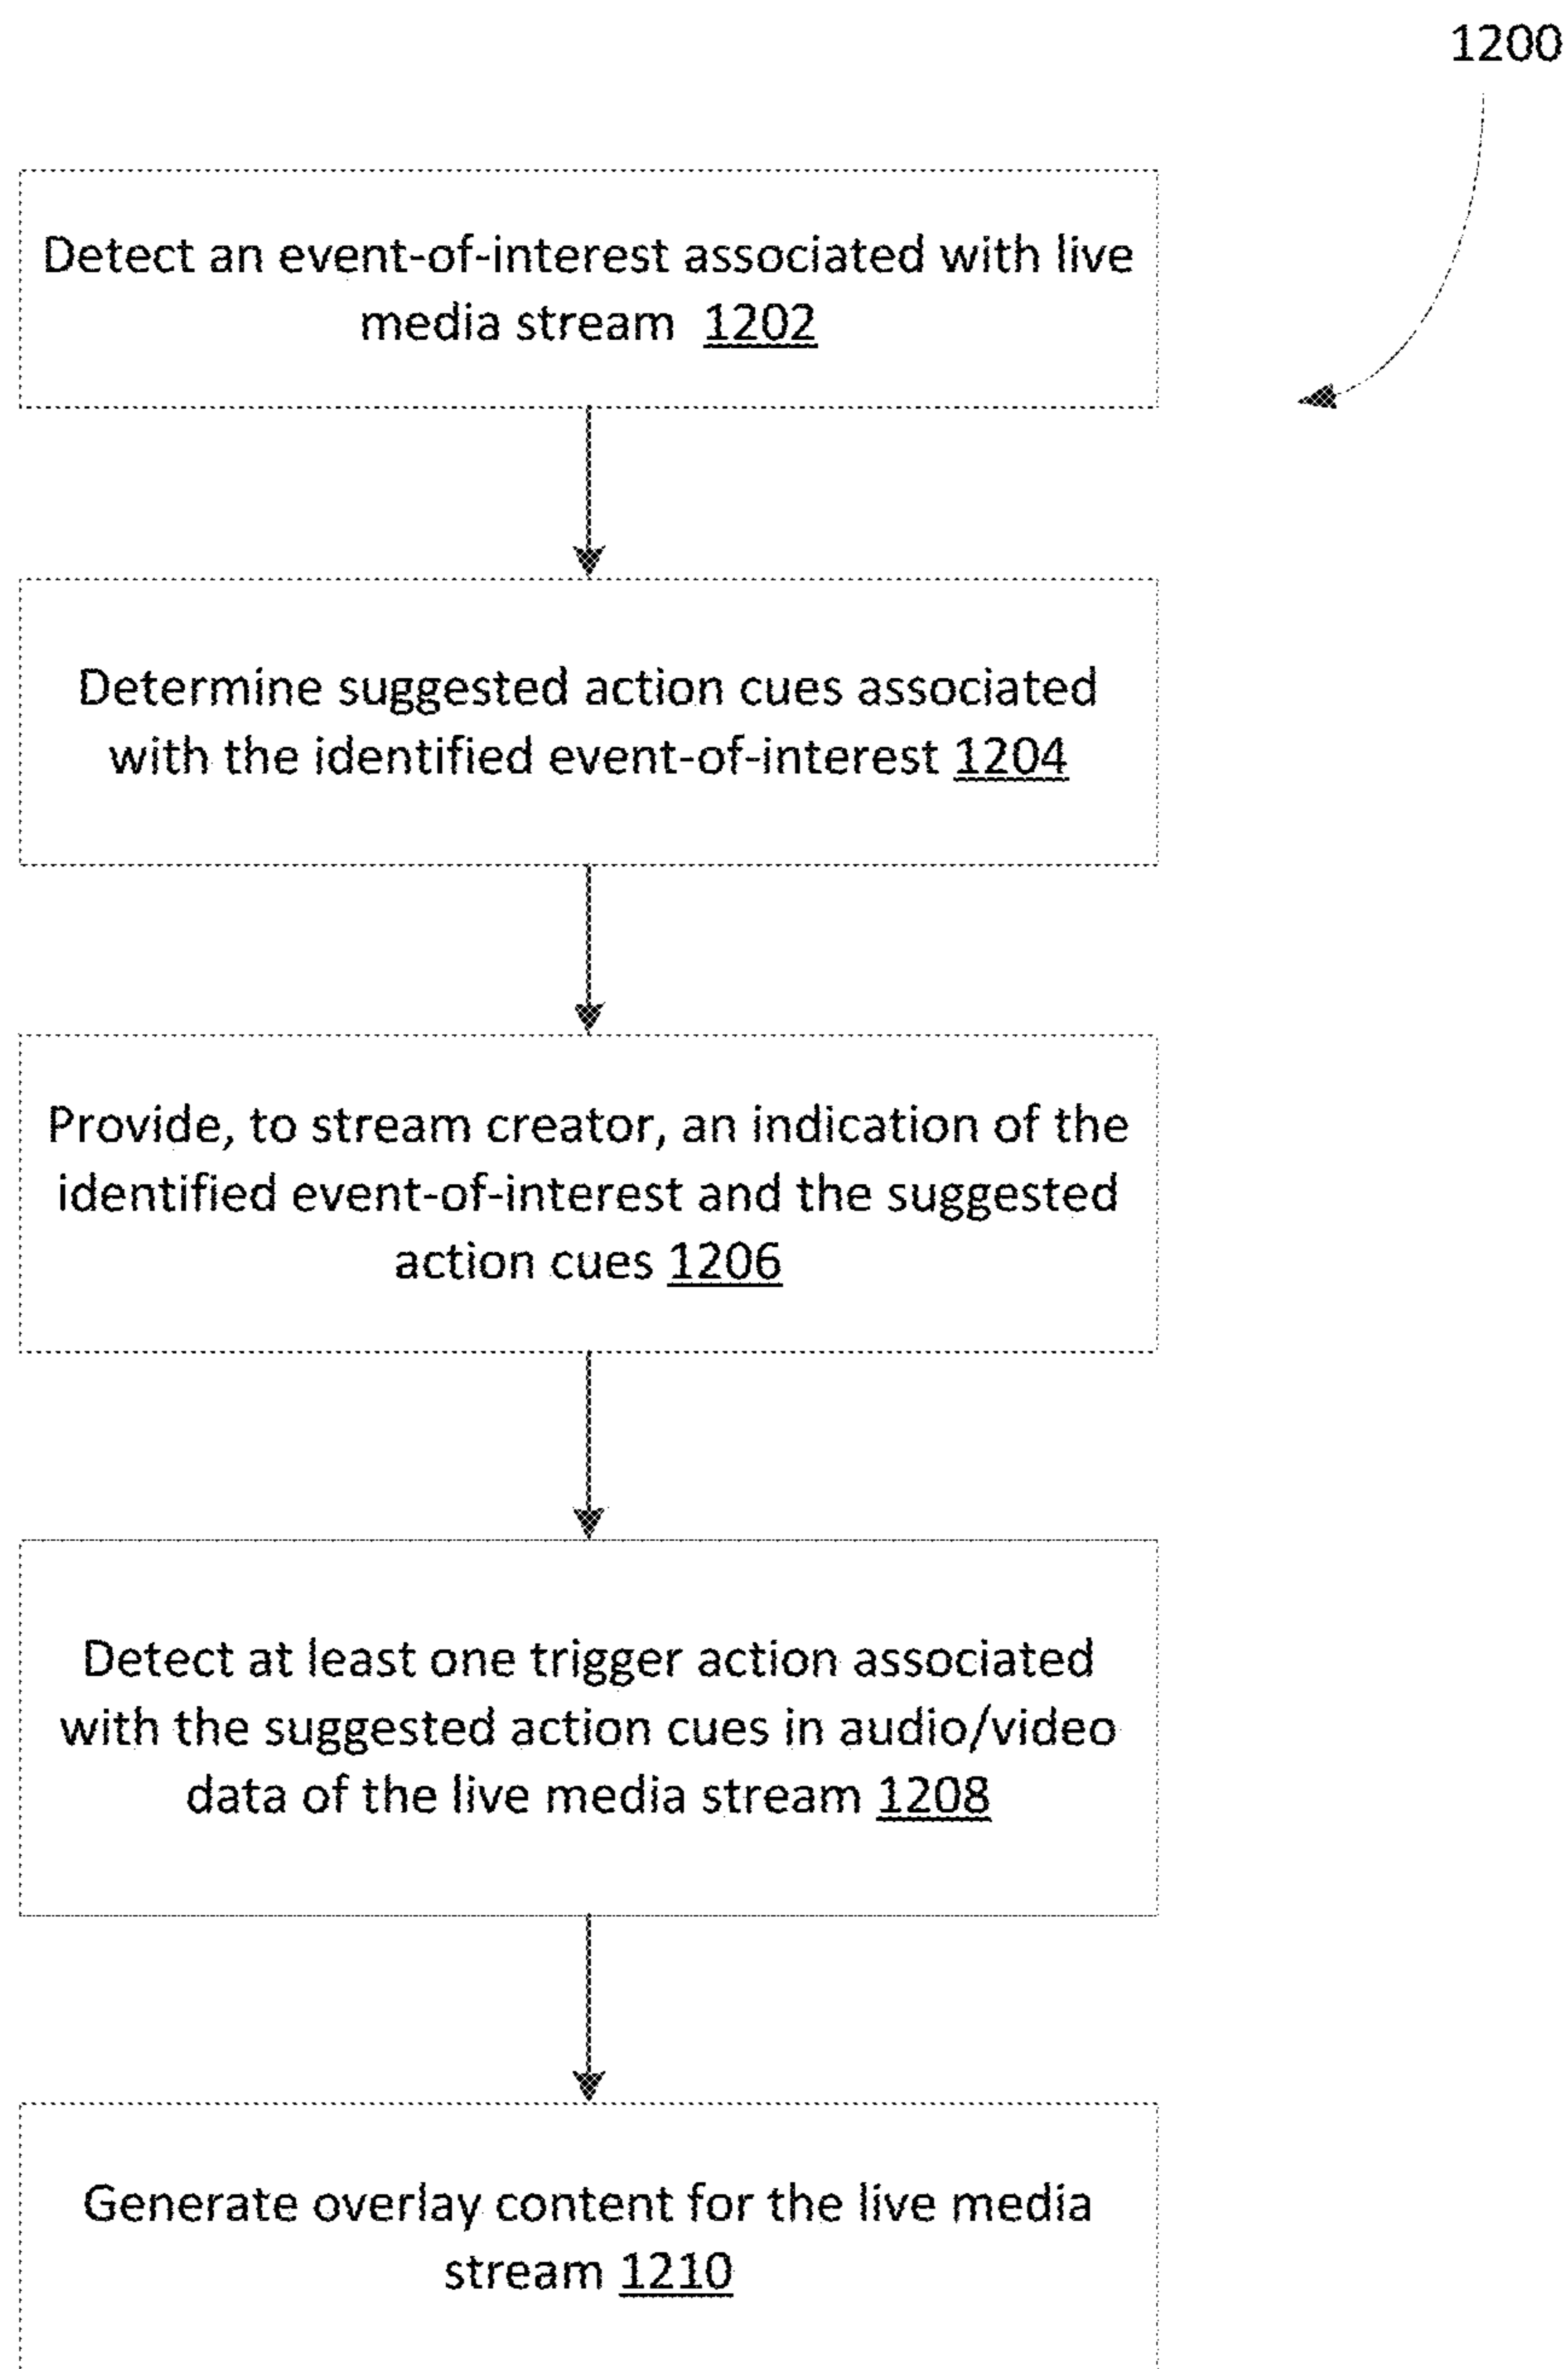 1200
Detect an event-of-interest associated with live
media stream 1202
Determine suggested action cues associated
with the identified event-of-interest 1204
Provide, to stream creator, an indication of the
identified event-of-interest and the suggested
action cues 1206
Detect at least one trigger action associated
with the suggested action cues in audio/video
data of the live media stream 1208
Generate overlay content for the live media
stream 1210